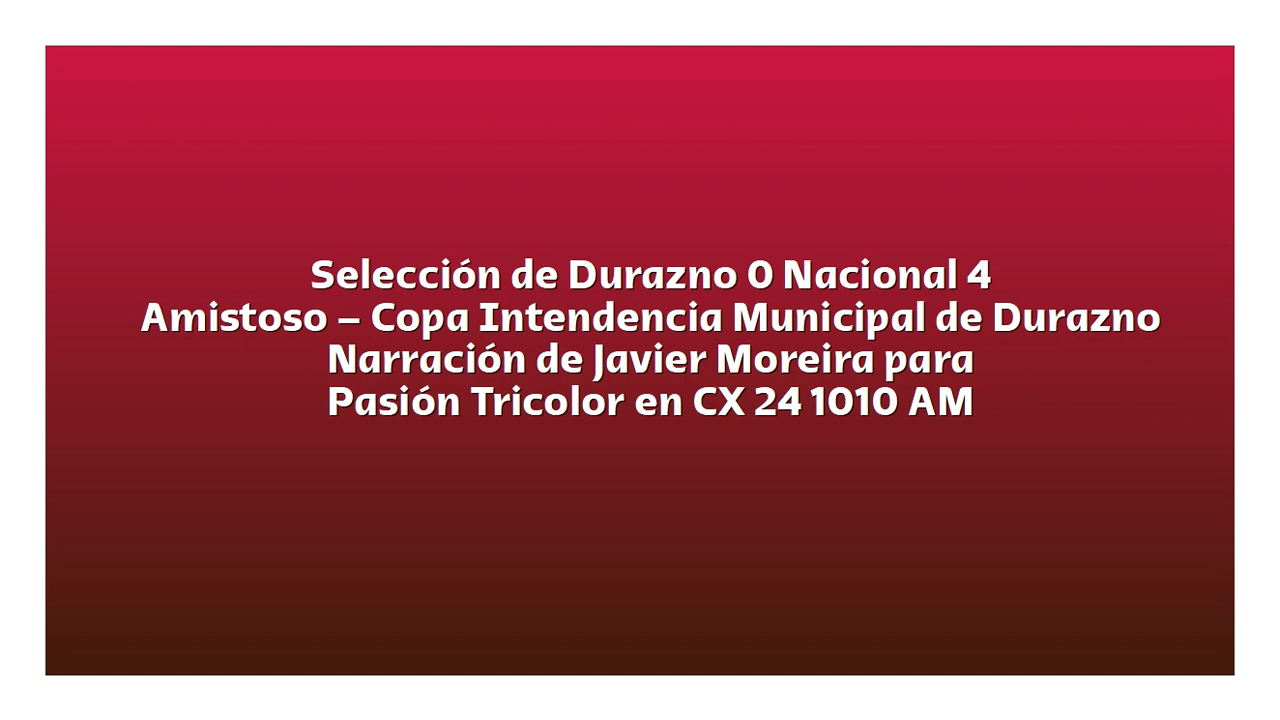 Selección de Durazno 0 Nacional 4
Amistoso – Copa Intendencia Municipal de Durazno
Narración de Javier Moreira para
Pasión Tricolor en CX 24 1010 AM